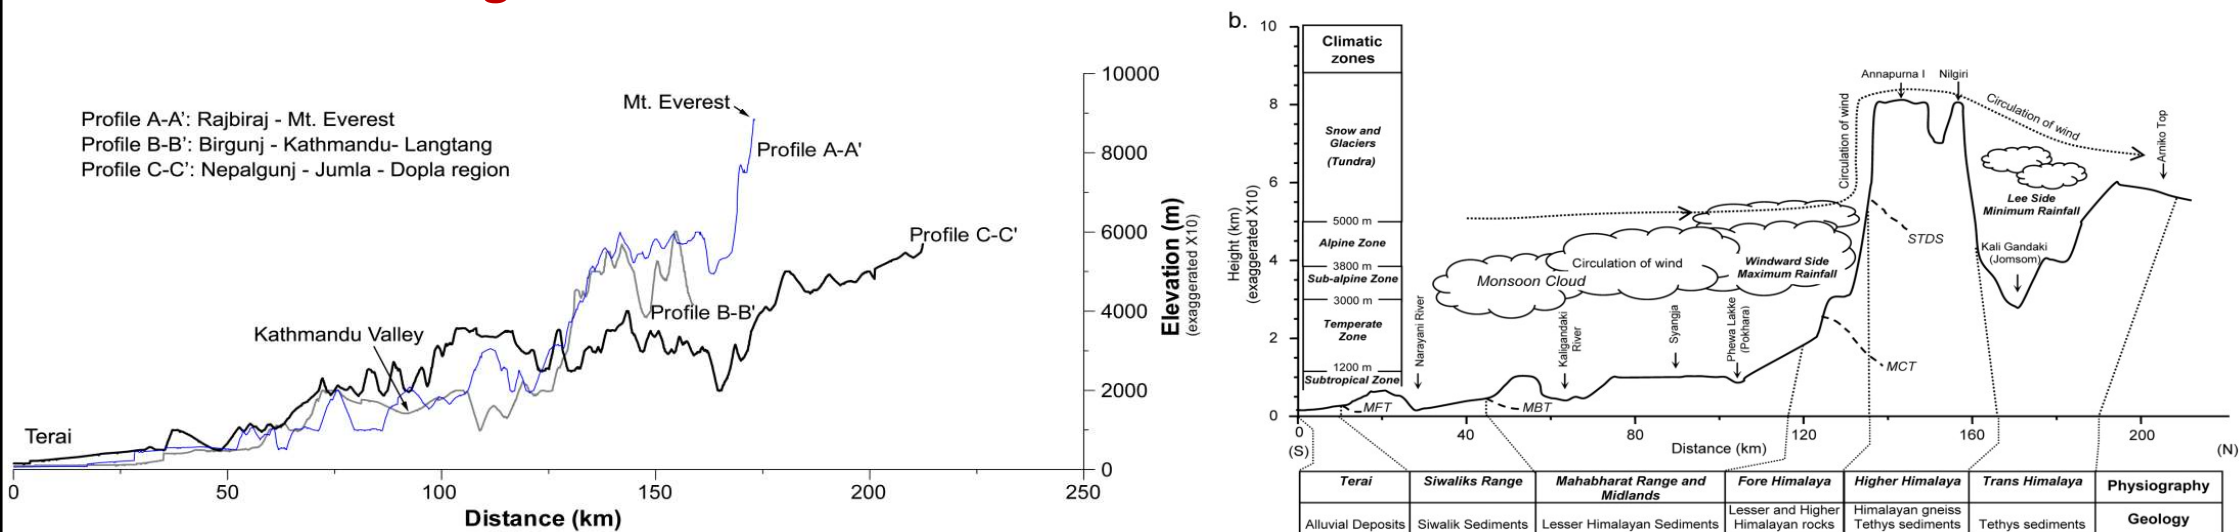 Profile A-A': Rajbiraj - Mt. Everest
Profile B-B': Birgunj - Kathmandu- Langtang
Profile C-C': Nepalgunj - Jumla - Dopla region
Mt. Everest
Profile A-A'
Profile C-C'
Profile B-B'
Kathmandu Valley
Terai
10000
8000
6000
4000
2000
0
Elevation (m)
(exaggerated X10)
0 50 100 150 200 250
Distance (km)
b.
10
8
6
4
2
0
Height (km)
(exaggerated X10)
Climatic
zones
Snow and
Glaciers
(Tundra)
5000 m
Alpine Zone
3800 m
Sub-alpine Zone
3000 m
Temperate
Zone
1200 m
Subtropical Zone
Monsoon Cloud
Circulation of wind
Windward Side
Maximum Rainfall
Circulation of wind
Annapurna I
Nilgiri
Circulation of wind
Arniko Top
Lee Side
Minimum Rainfall
Kali Gandaki
(Jomsom)
STDS
MCT
MBT
MFT
Narayani River
Kaligandaki
River
Syangja
Phewa Lakke
(Pokhara)
0 40 80 120 160 200
(S)
Distance (km)
(N)
Terai
Siwaliks Range
Mahabharat Range and
Midlands
Fore Himalaya
Higher Himalaya
Trans Himalaya
Physiography
Alluvial Deposits
Siwalik Sediments
Lesser Himalayan Sediments
Lesser and Higher
Himalayan rocks
Himalayan gneiss
Tethys sediments
Tethys sediments
Geology